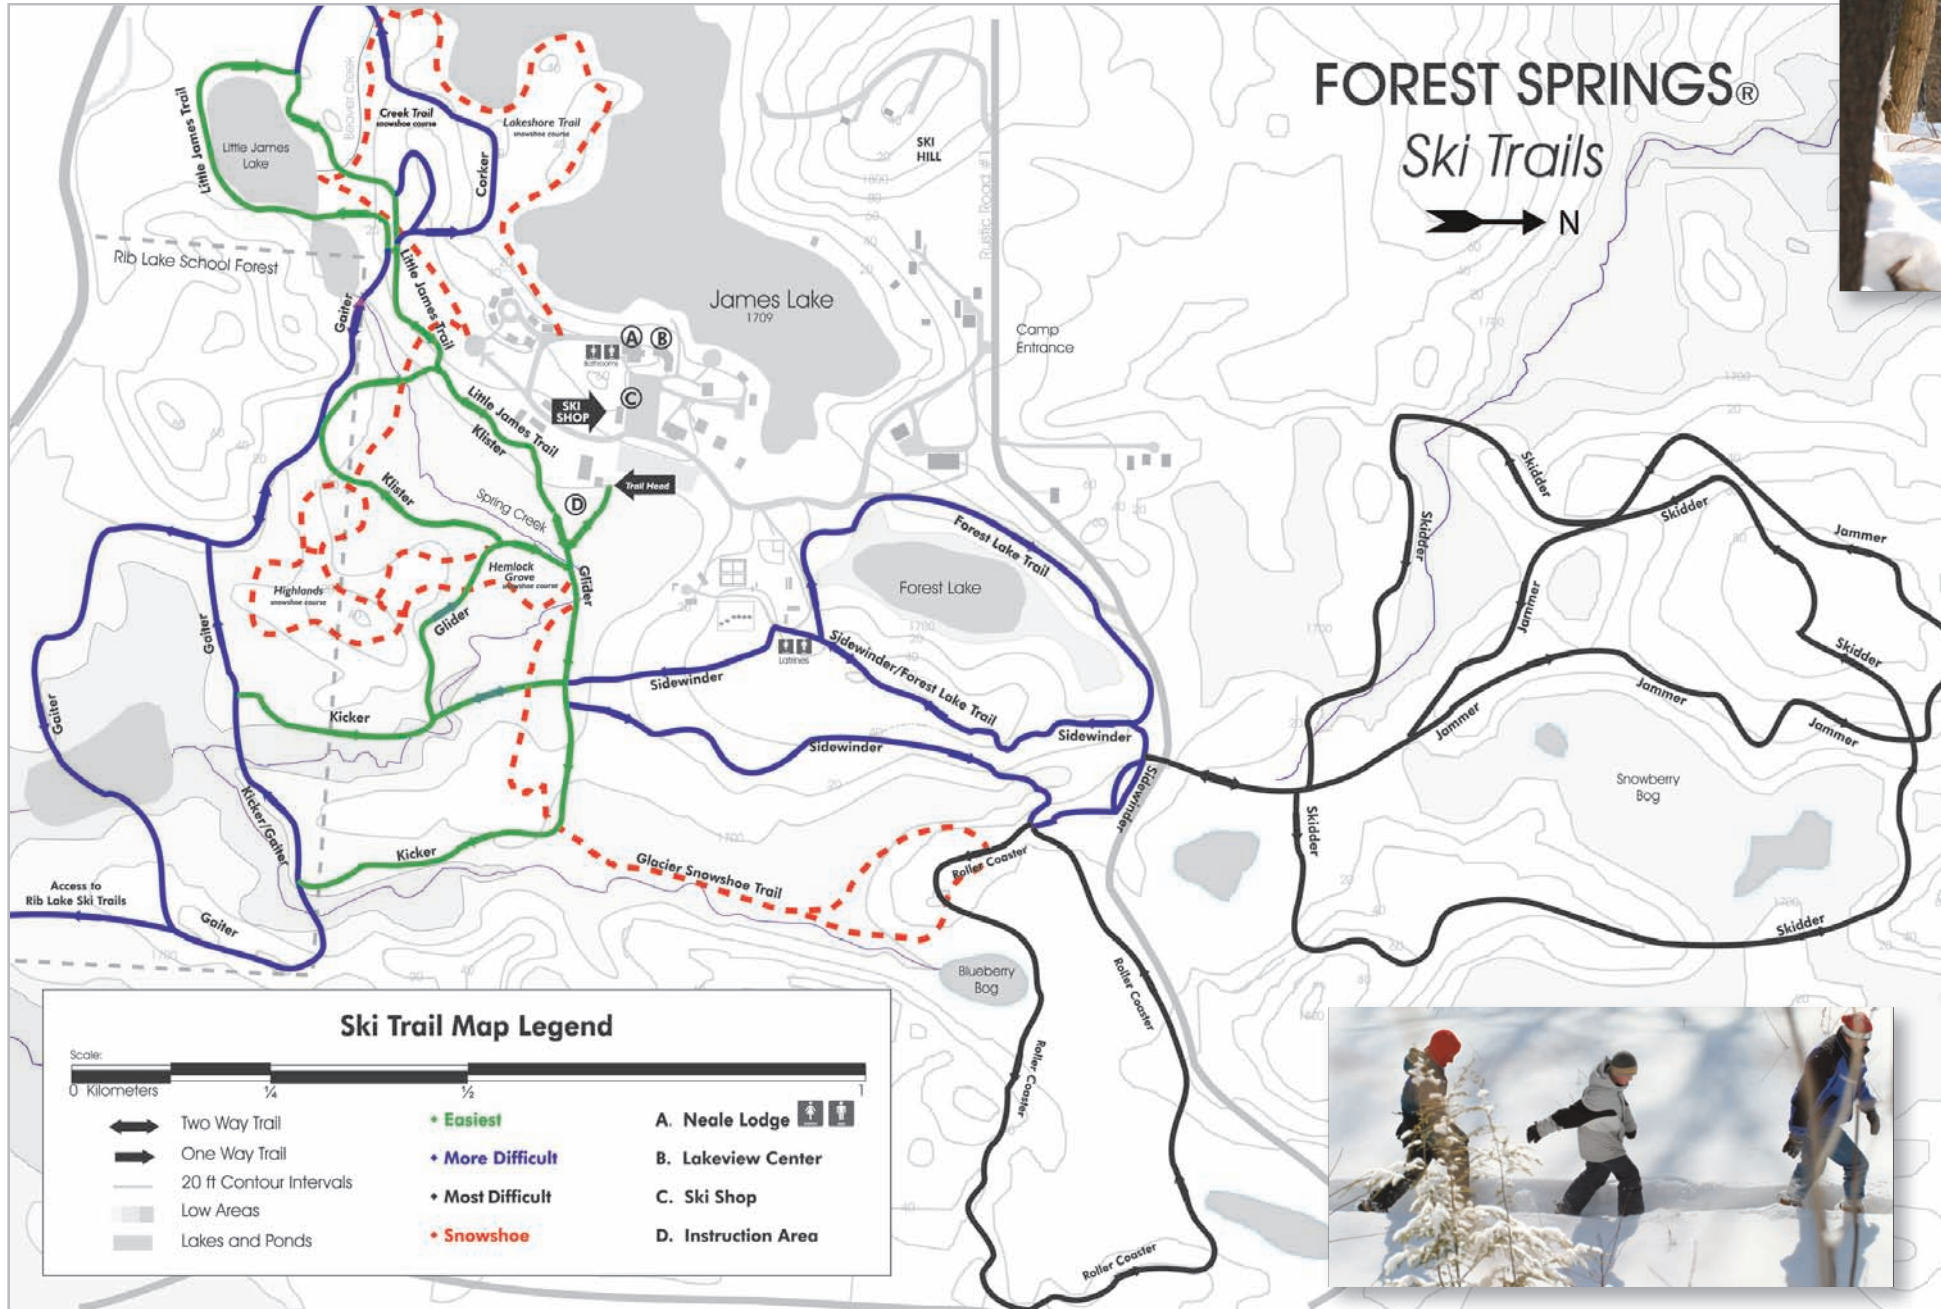 FOREST SPRINGS®
Ski Trails
N
Little James Trail
Little James
Lake
Beaver Creek
Creek Trail
snowshoe course
Lakeshore Trail
snowshoe course
Corker
SKI
HILL
Rustic Road #1
Rib Lake School Forest
Gaiter
Little James Trail
James Lake
1709
Camp
Entrance
A
B
Bathrooms
C
SKI
SHOP
Little James Trail
Klister
Klister
Spring Creek
D
Trail Head
Hemlock
Grove
snowshoe course
Glider
Glider
Highlands
snowshoe course
Gaiter
Gaiter
Kicker
Kicker
Kicker/Gaiter
Gaiter
Access to
Rib Lake Ski Trails
Forest Lake Trail
Forest Lake
Latrines
Sidewinder
Sidewinder/Forest Lake Trail
Sidewinder
Sidewinder
Sidewinder
Glacier Snowshoe Trail
Roller Coaster
Roller Coaster
Roller Coaster
Roller Coaster
Blueberry
Bog
Skidder
Skidder
Skidder
Skidder
Skidder
Skidder
Jammer
Jammer
Jammer
Jammer
Jammer
Snowberry
Bog
Ski Trail Map Legend
Scale:
0 Kilometers ¼ ½ 1
Two Way Trail
One Way Trail
20 ft Contour Intervals
Low Areas
Lakes and Ponds
• Easiest
• More Difficult
• Most Difficult
• Snowshoe
A. Neale Lodge
B. Lakeview Center
C. Ski Shop
D. Instruction Area